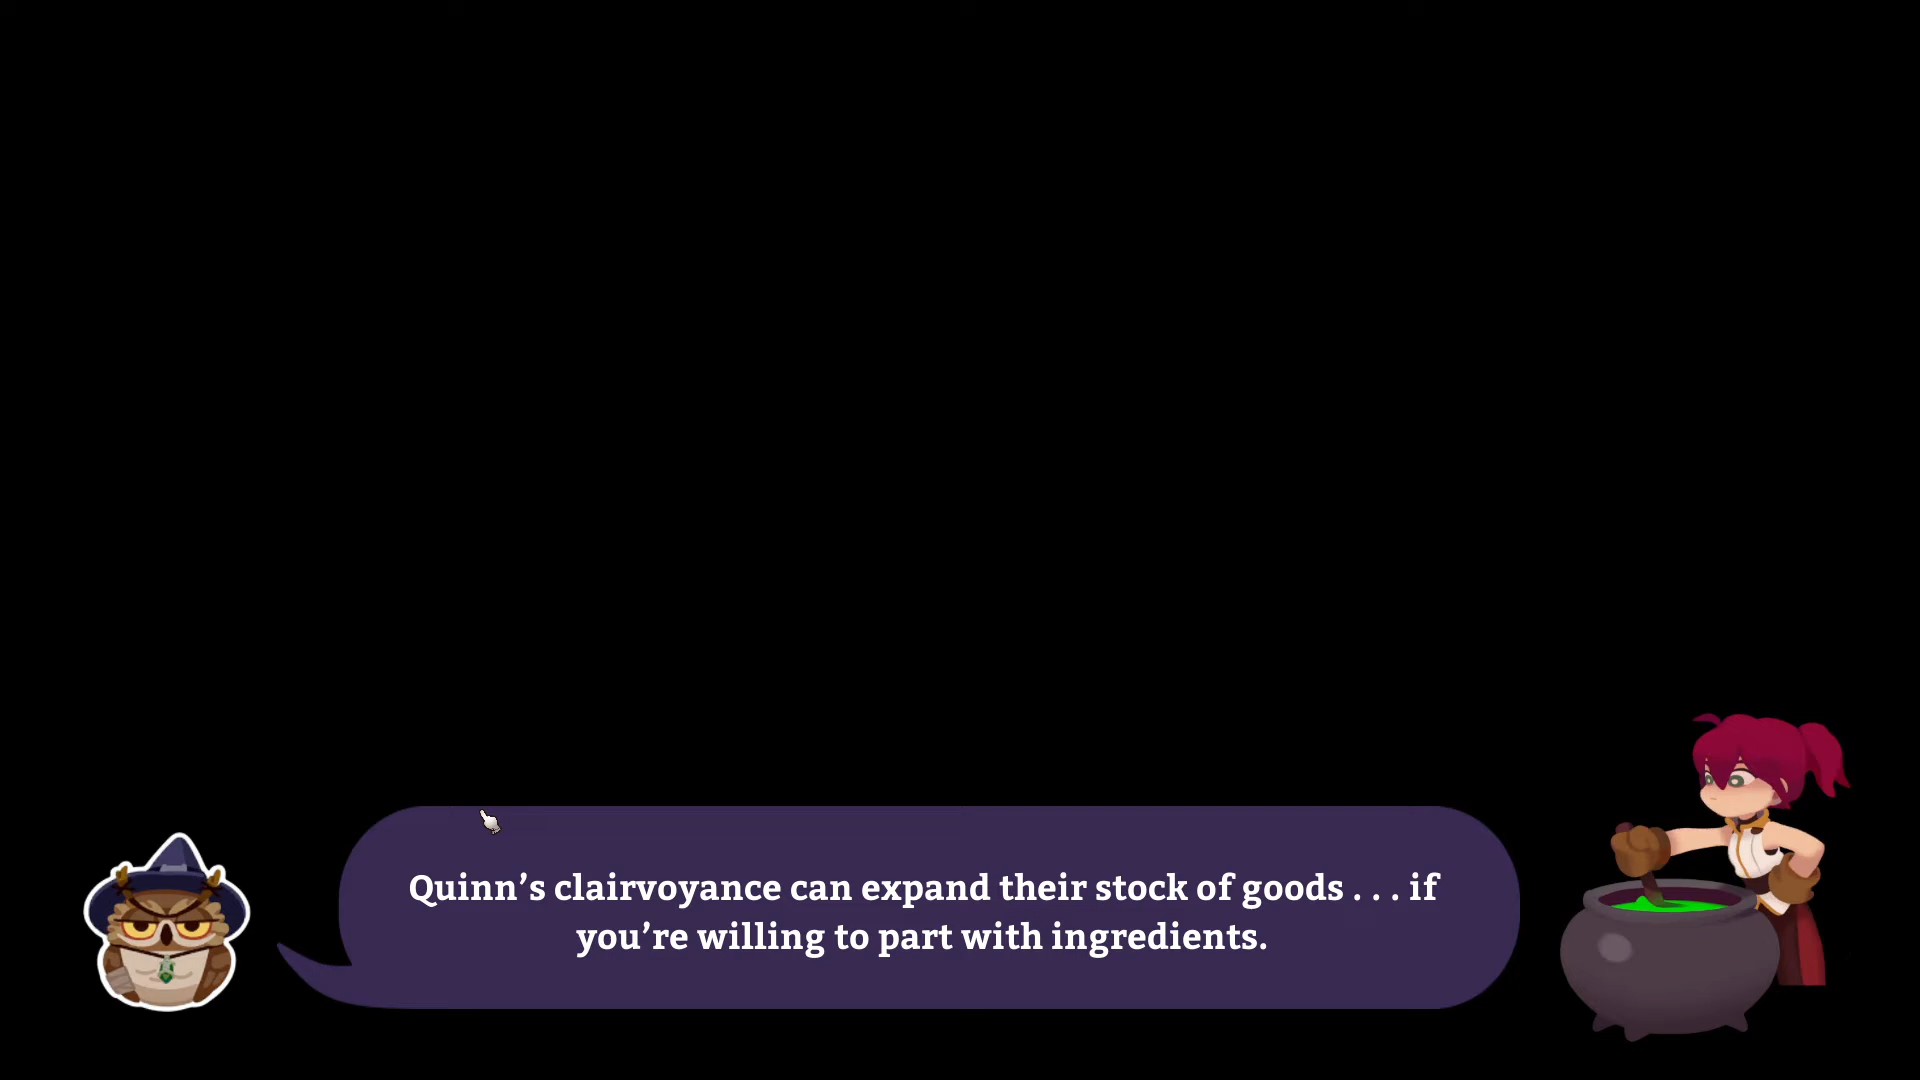 Quinn’s clairvoyance can expand their stock of goods . . . if
you’re willing to part with ingredients.